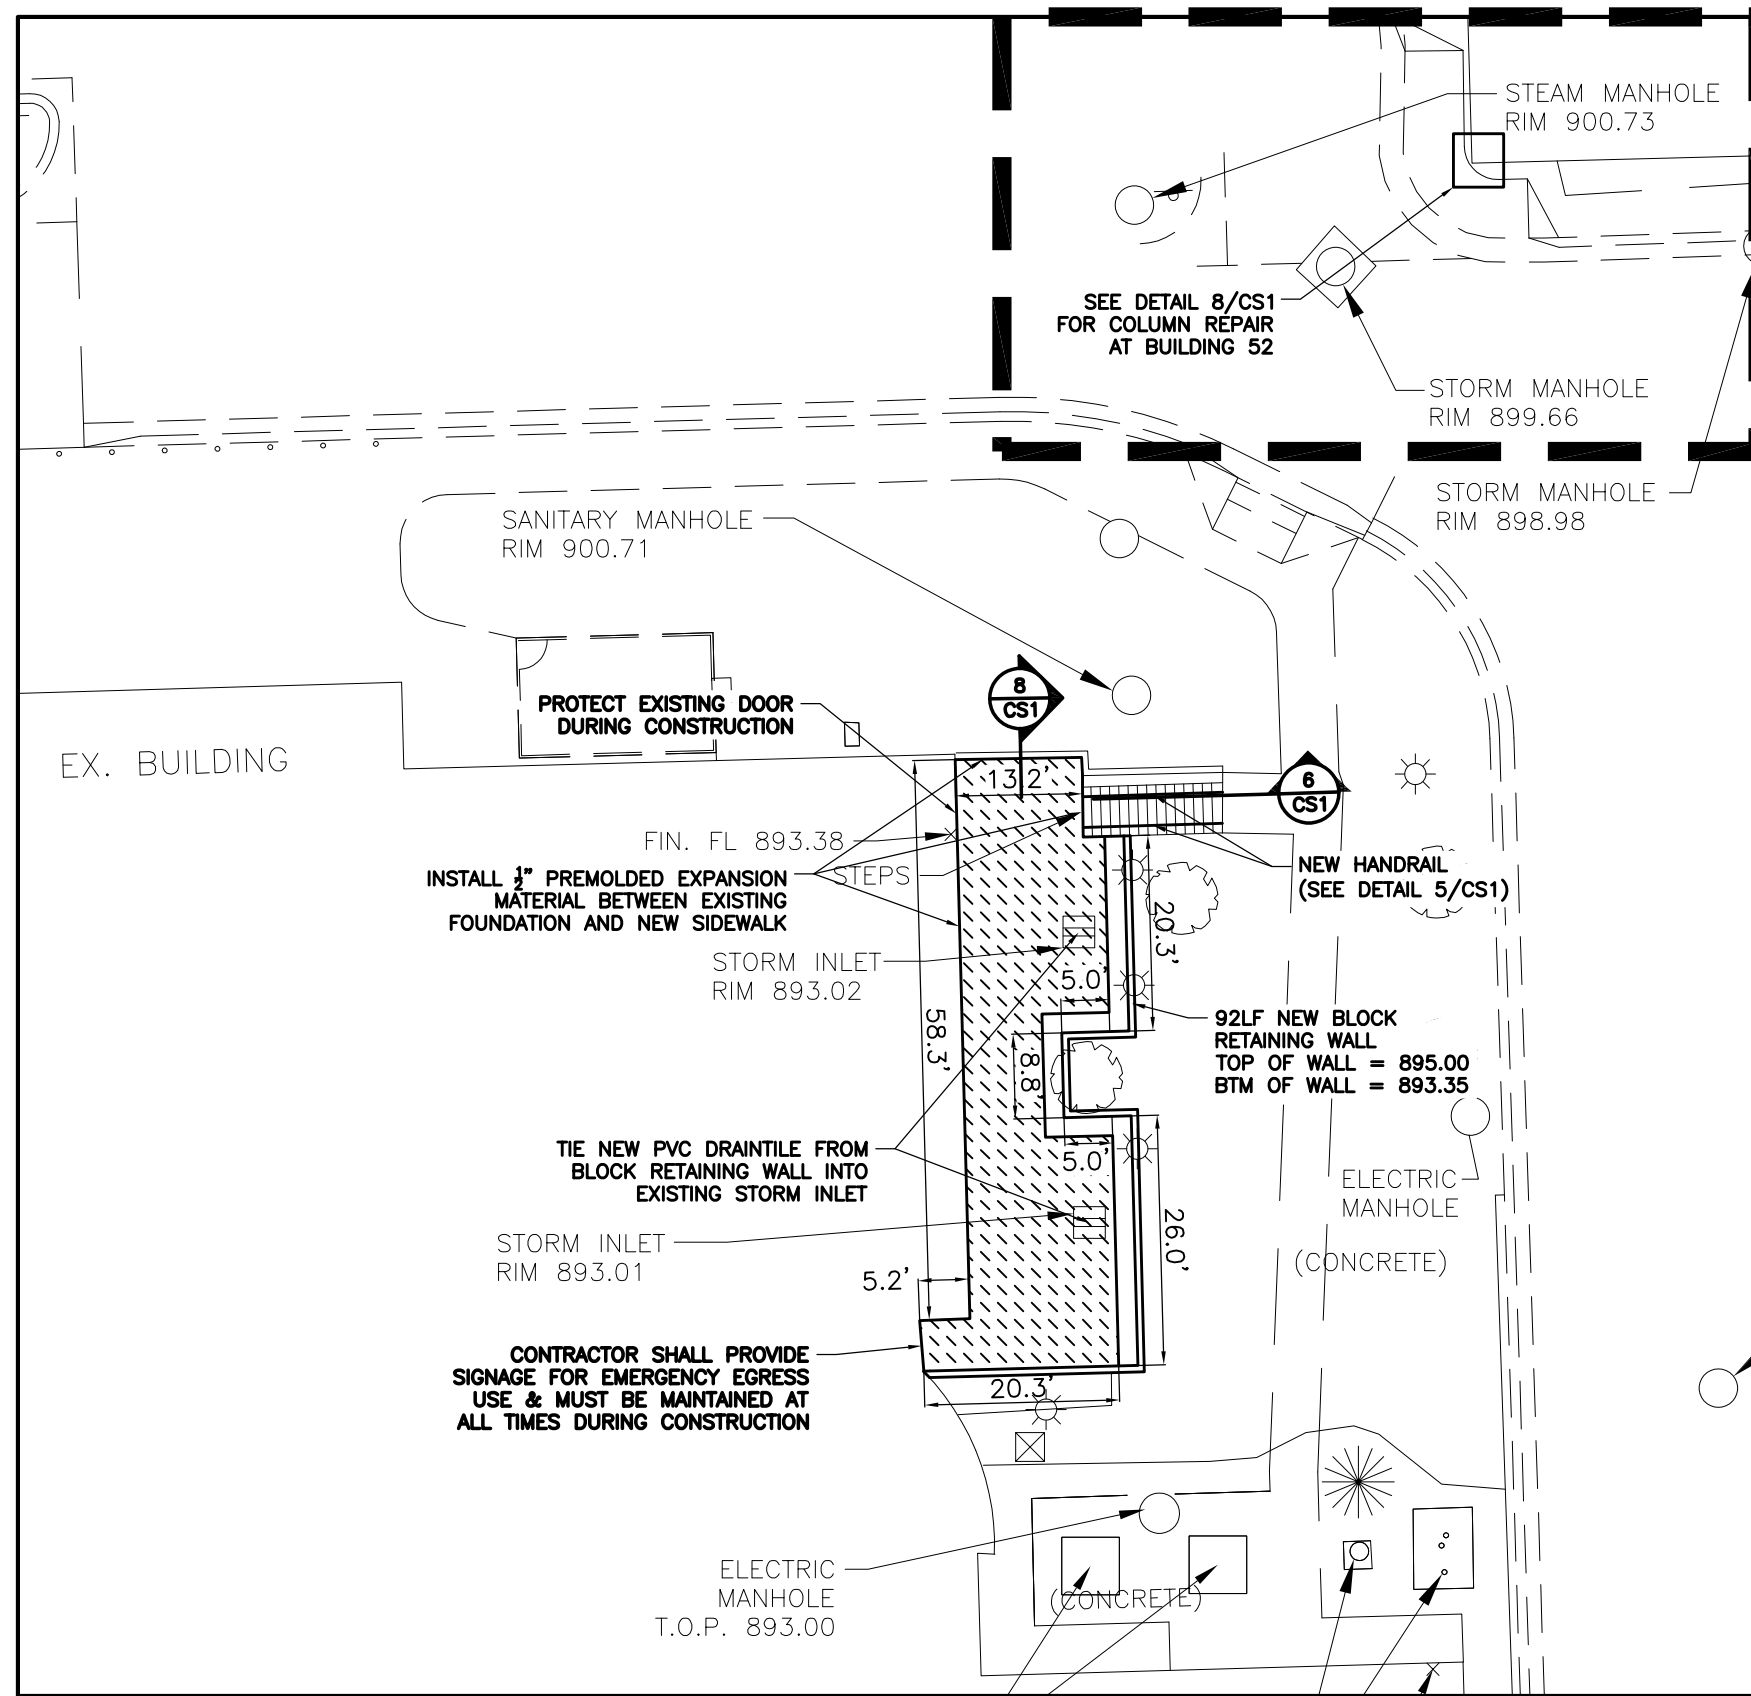 STEAM MANHOLE
RIM 900.73
SEE DETAIL 8/CS1
FOR COLUMN REPAIR
AT BUILDING 52
STORM MANHOLE
RIM 899.66
STORM MANHOLE
RIM 898.98
SANITARY MANHOLE
RIM 900.71
8
CS1
PROTECT EXISTING DOOR
DURING CONSTRUCTION
EX. BUILDING
13.2'
6
CS1
FIN. FL 893.38
STEPS
INSTALL ½" PREMOLDED EXPANSION
MATERIAL BETWEEN EXISTING
FOUNDATION AND NEW SIDEWALK
NEW HANDRAIL
(SEE DETAIL 5/CS1)
20.3'
STORM INLET
RIM 893.02
5.0'
58.3'
8.8'
92LF NEW BLOCK
RETAINING WALL
TOP OF WALL = 895.00
BTM OF WALL = 893.35
TIE NEW PVC DRAINTILE FROM
BLOCK RETAINING WALL INTO
EXISTING STORM INLET
5.0'
ELECTRIC
MANHOLE
26.0'
STORM INLET
RIM 893.01
(CONCRETE)
5.2'
CONTRACTOR SHALL PROVIDE
SIGNAGE FOR EMERGENCY EGRESS
USE & MUST BE MAINTAINED AT
ALL TIMES DURING CONSTRUCTION
20.3'
ELECTRIC
MANHOLE
T.O.P. 893.00
(CONCRETE)